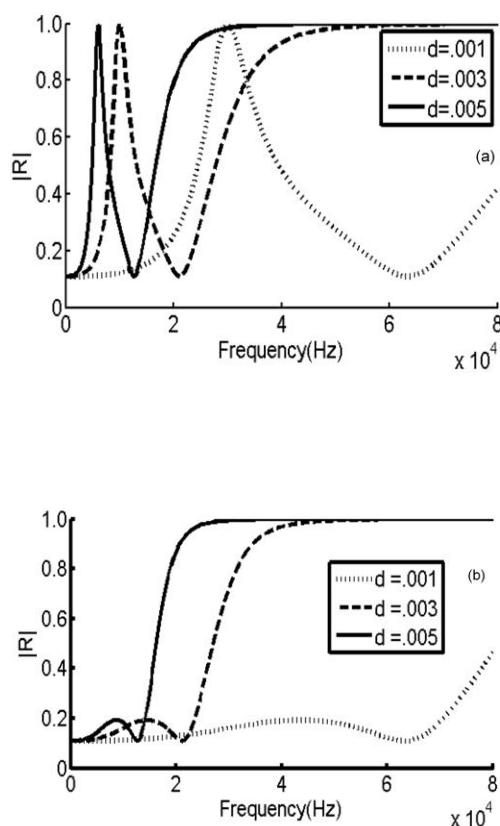 1.0
0.8
0.6
0.4
0.2
0
|R|
d=.001
d=.003
d=.005
(a)
0 2 4 6 8
Frequency(Hz)
x 10^4
1.0
0.8
0.6
0.4
0.2
0
|R|
d =.001
d =.003
d =.005
(b)
0 2 4 6 8
Frequency(Hz)
x 10^4